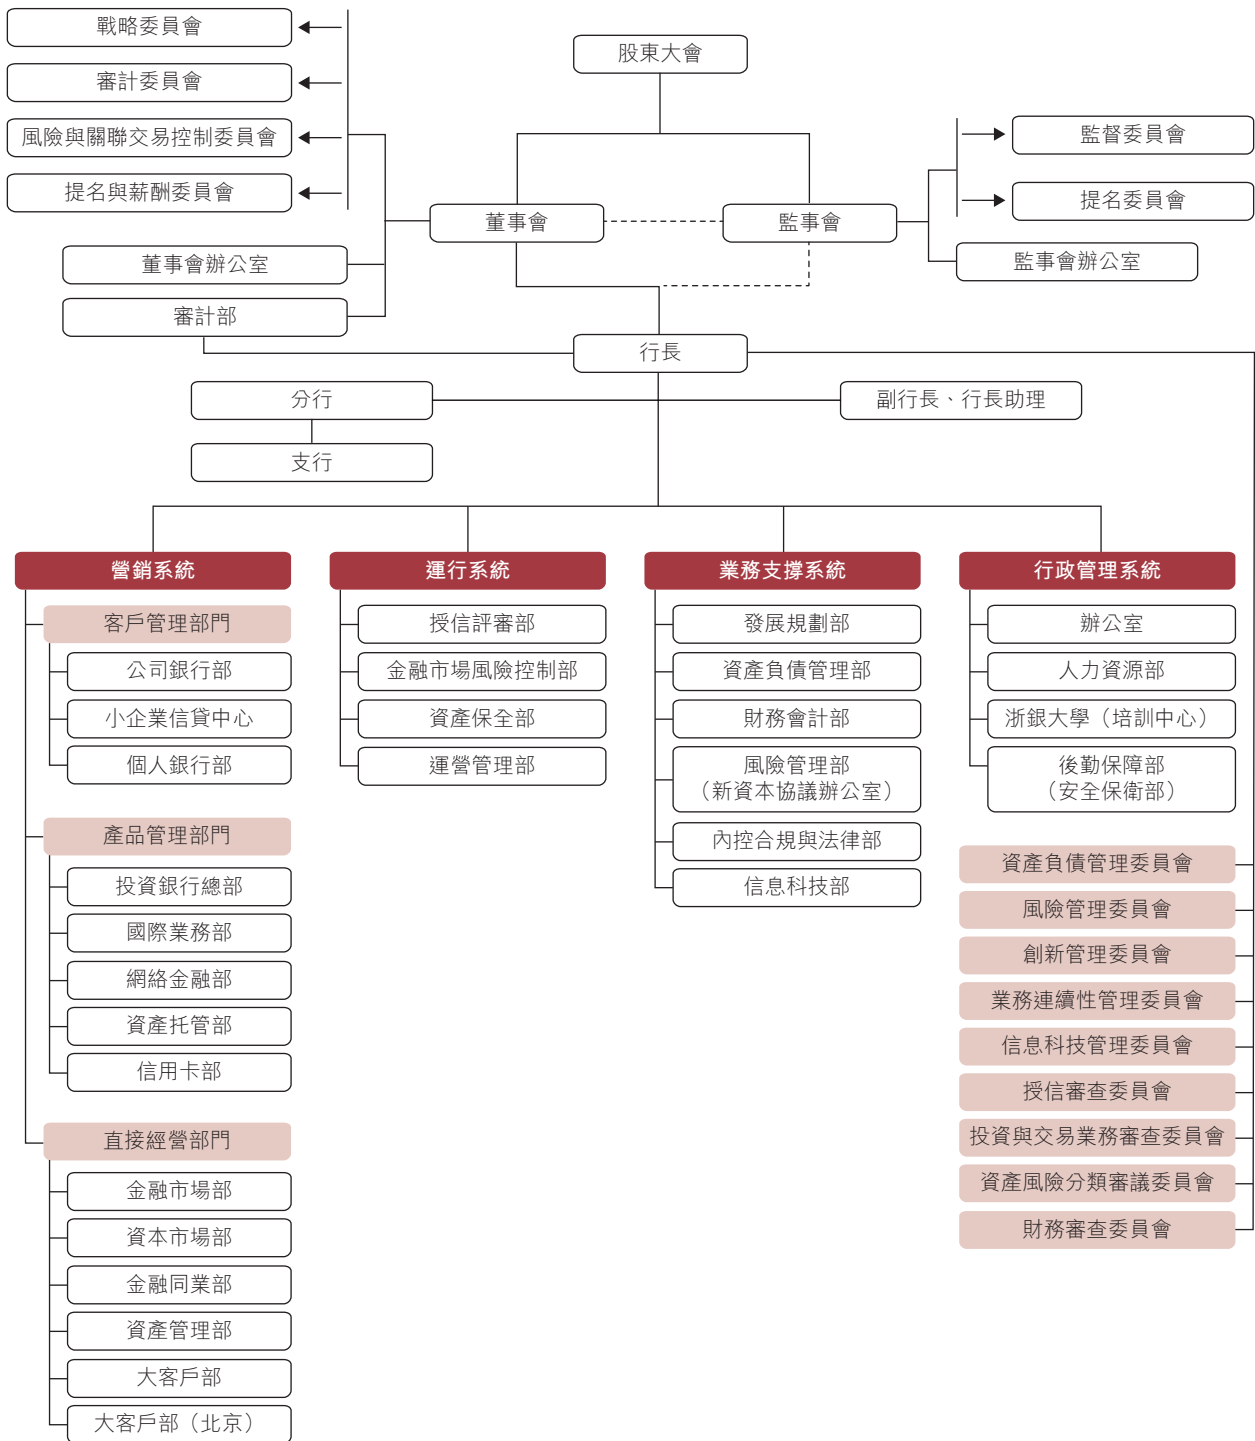 戰略委員會
審計委員會
風險與關聯交易控制委員會
提名與薪酬委員會
股東大會
監督委員會
提名委員會
董事會
監事會
董事會辦公室
監事會辦公室
審計部
行長
分行
副行長、行長助理
支行
營銷系統
客戶管理部門
公司銀行部
小企業信貸中心
個人銀行部
產品管理部門
投資銀行總部
國際業務部
網絡金融部
資產托管部
信用卡部
直接經營部門
金融市場部
資本市場部
金融同業部
資產管理部
大客戶部
大客戶部（北京）
運行系統
授信評審部
金融市場風險控制部
資產保全部
運營管理部
業務支撐系統
發展規劃部
資產負債管理部
財務會計部
風險管理部
（新資本協議辦公室）
內控合規與法律部
信息科技部
行政管理系統
辦公室
人力資源部
浙銀大學（培訓中心）
後勤保障部
（安全保衛部）
資產負債管理委員會
風險管理委員會
創新管理委員會
業務連續性管理委員會
信息科技管理委員會
授信審查委員會
投資與交易業務審查委員會
資產風險分類審議委員會
財務審查委員會